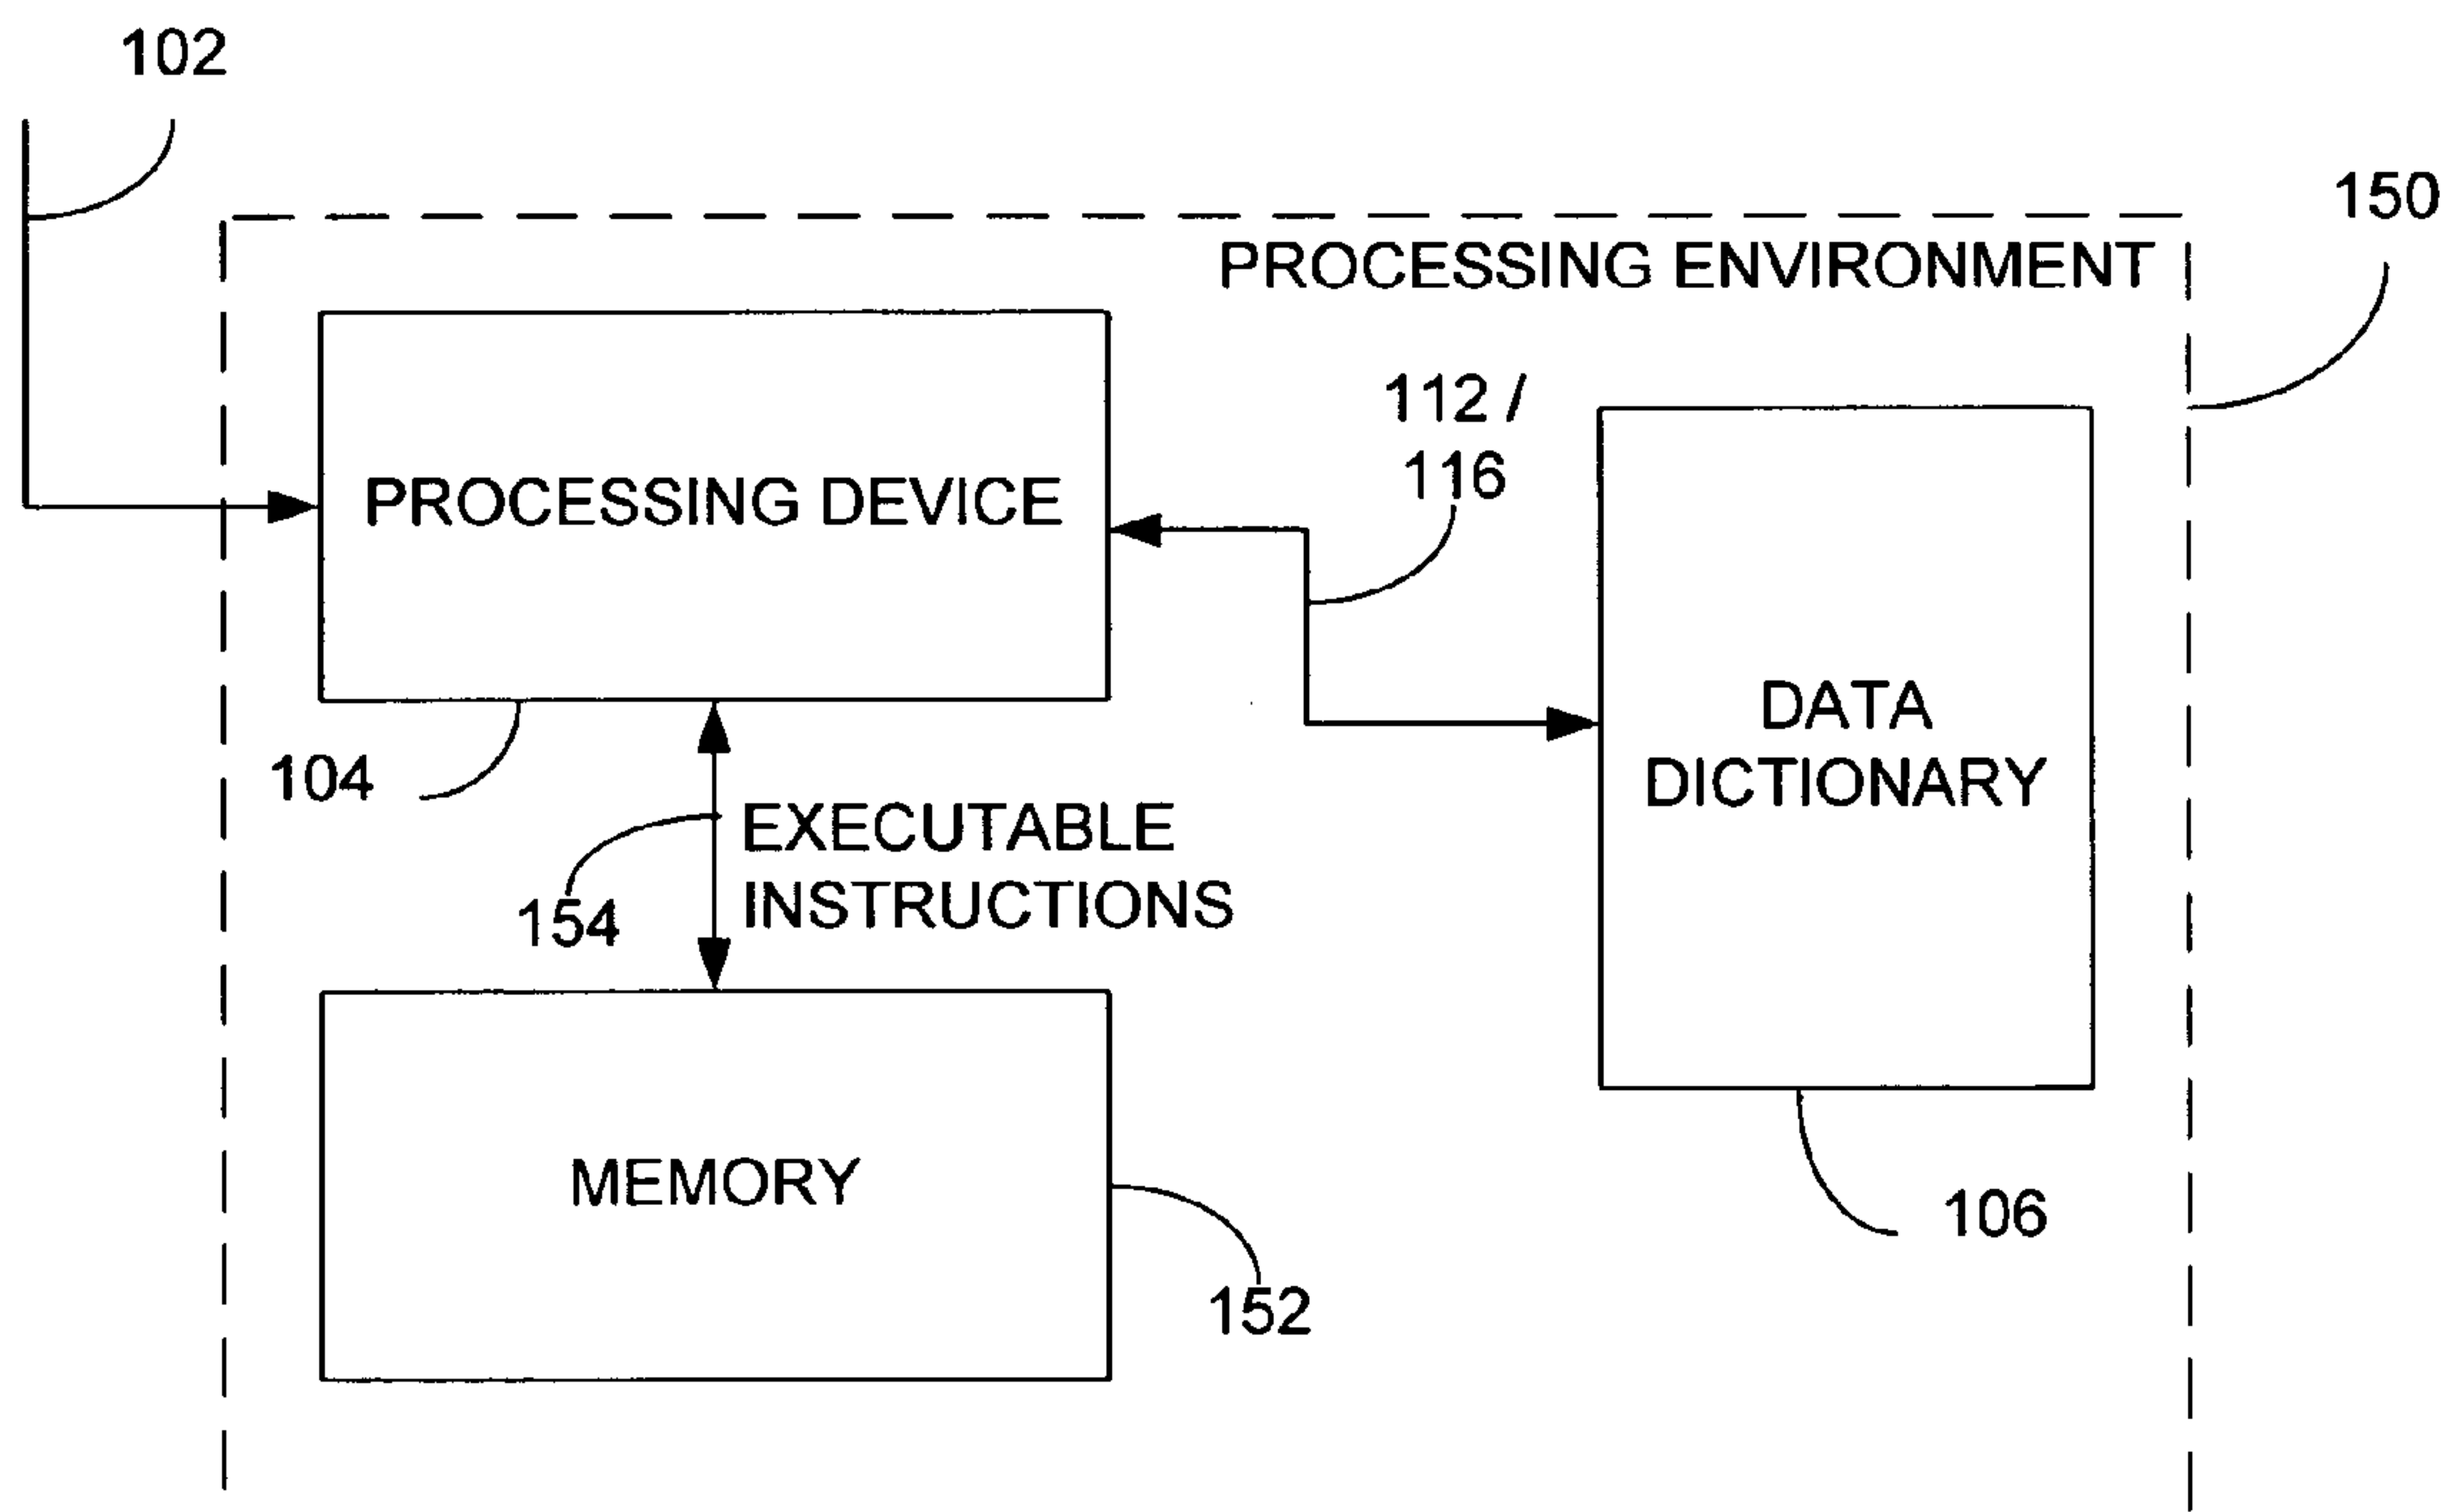 102
150
PROCESSING ENVIRONMENT
112 /
116
PROCESSING DEVICE
DATA
DICTIONARY
104
EXECUTABLE
INSTRUCTIONS
154
MEMORY
106
152